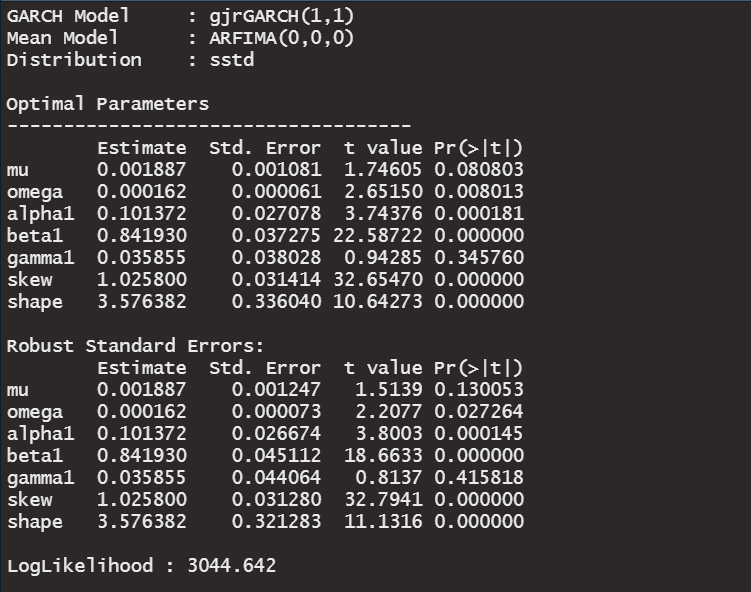 GARCH Model     : gjrGARCH(1,1)
Mean Model      : ARFIMA(0,0,0)
Distribution    : sstd
Optimal Parameters
------------------------------------
        Estimate  Std. Error  t value Pr(>|t|)
mu      0.001887    0.001081  1.74605 0.080803
omega   0.000162    0.000061  2.65150 0.008013
alpha1  0.101372    0.027078  3.74376 0.000181
beta1   0.841930    0.037275 22.58722 0.000000
gamma1  0.035855    0.038028  0.94285 0.345760
skew    1.025800    0.031414 32.65470 0.000000
shape   3.576382    0.336040 10.64273 0.000000
Robust Standard Errors:
        Estimate  Std. Error  t value Pr(>|t|)
mu      0.001887    0.001247   1.5139 0.130053
omega   0.000162    0.000073   2.2077 0.027264
alpha1  0.101372    0.026674   3.8003 0.000145
beta1   0.841930    0.045112  18.6633 0.000000
gamma1  0.035855    0.044064   0.8137 0.415818
skew    1.025800    0.031280  32.7941 0.000000
shape   3.576382    0.321283  11.1316 0.000000
LogLikelihood : 3044.642